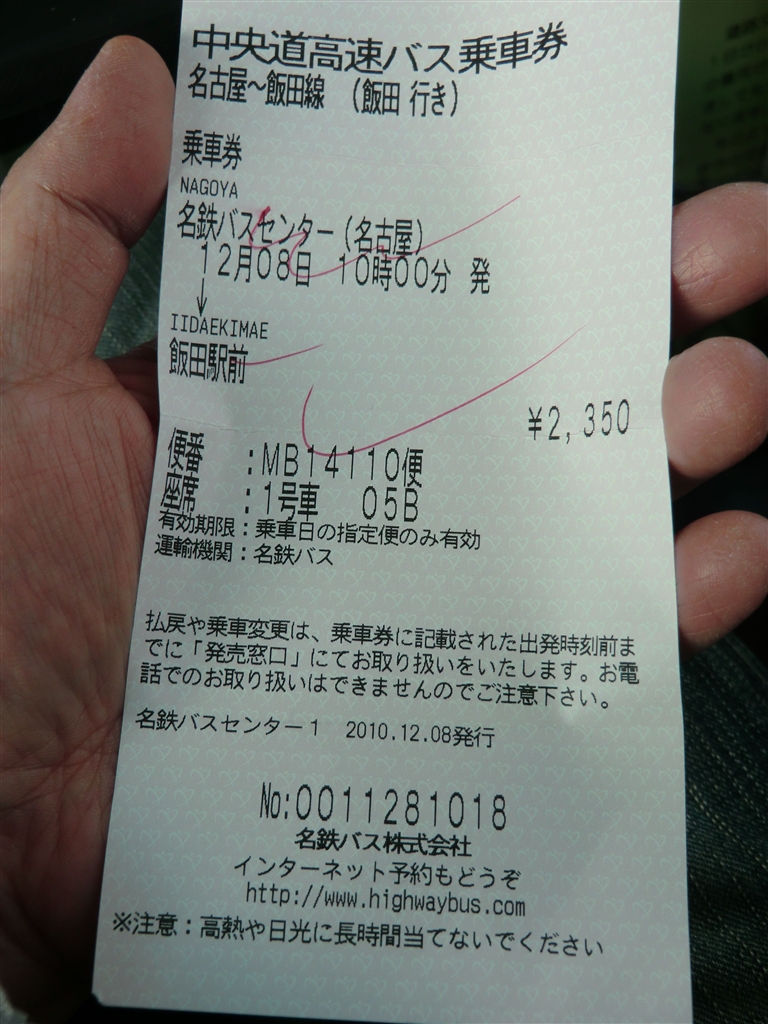 中央道高速バス乗車券
名古屋～飯田線 (飯田 行き)
乗車券
NAGOYA
名鉄バスセンター(名古屋)
12月08日 10時00分 発
↓
IIDAEKIMAE
飯田駅前
¥2,350
便番 :MB14110便
座席 :1号車 05B
有効期限:乗車日の指定便のみ有効
運輸機関:名鉄バス
払戻や乗車変更は、乗車券に記載された出発時刻前ま
でに「発売窓口」にてお取り扱いをいたします。お電
話でのお取り扱いはできませんのでご注意下さい。
名鉄バスセンター1 2010.12.08発行
No:0011281018
名鉄バス株式会社
インターネット予約もどうぞ
http://www.highwaybus.com
※注意:高熱や日光に長時間当てないでください